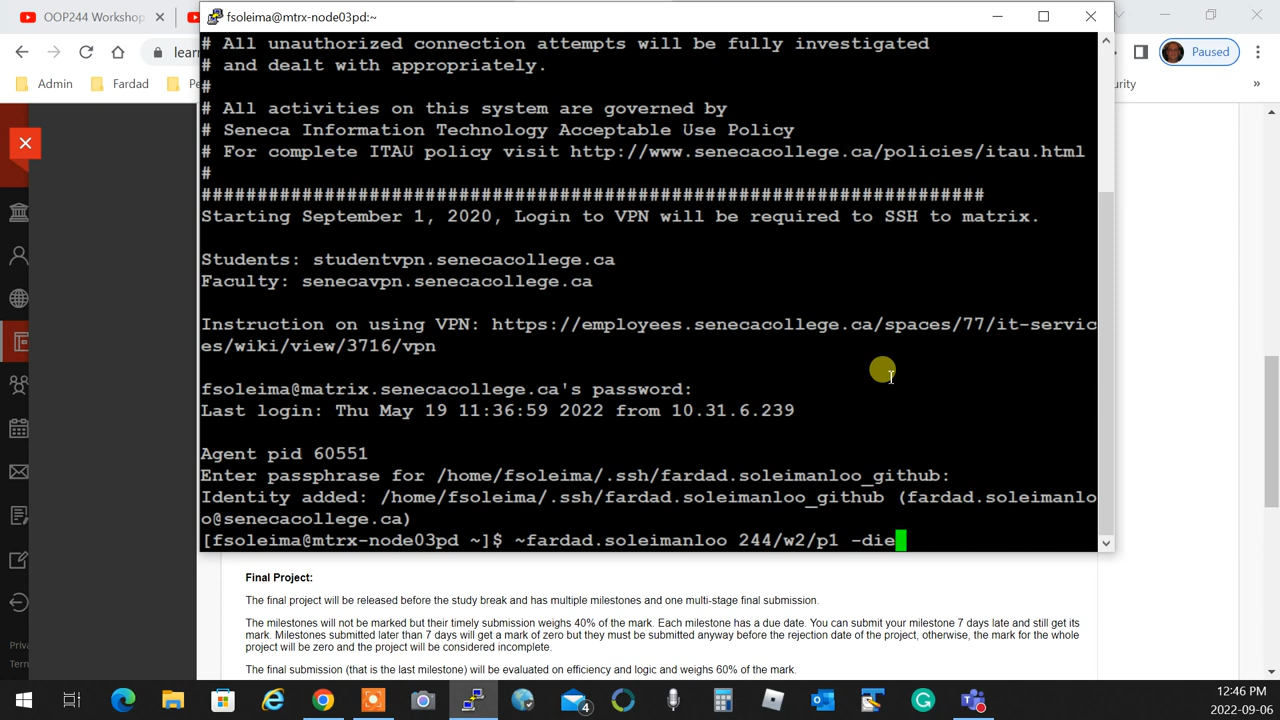 OOP244 Workshop
fsoleima@mtrx-node03pd:~
learn
Paused
Admin
Fardad
Pe
urity
»
# All unauthorized connection attempts will be fully investigated
# and dealt with appropriately.
#
# All activities on this system are governed by
# Seneca Information Technology Acceptable Use Policy
# For complete ITAU policy visit http://www.senecacollege.ca/policies/itau.html
#
######################################################################
Starting September 1, 2020, Login to VPN will be required to SSH to matrix.
Students: studentvpn.senecacollege.ca
Faculty: senecavpn.senecacollege.ca
Instruction on using VPN: https://employees.senecacollege.ca/spaces/77/it-servic
es/wiki/view/3716/vpn
fsoleima@matrix.senecacollege.ca's password:
Last login: Thu May 19 11:36:59 2022 from 10.31.6.239
Agent pid 60551
Enter passphrase for /home/fsoleima/.ssh/fardad.soleimanloo_github:
Identity added: /home/fsoleima/.ssh/fardad.soleimanloo_github (fardad.soleimanlo
o@senecacollege.ca)
[fsoleima@mtrx-node03pd ~]$ ~fardad.soleimanloo 244/w2/p1 -die
Final Project:
The final project will be released before the study break and has multiple milestones and one multi-stage final submission.
The milestones will not be marked but their timely submission weighs 40% of the mark. Each milestone has a due date. You can submit your milestone 7 days late and still get its
mark. Milestones submitted later than 7 days will get a mark of zero but they must be submitted anyway before the rejection date of the project, otherwise, the mark for the whole
project will be zero and the project will be considered incomplete.
The final submission (that is the last milestone) will be evaluated on efficiency and logic and weighs 60% of the mark.
Priva
Term
4
12:46 PM
2022-09-06